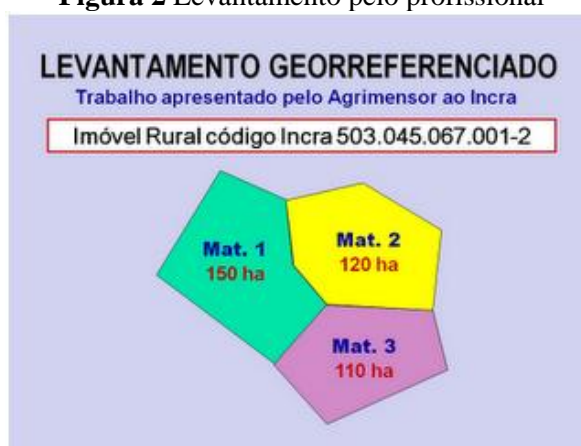 Figura 2 Levantamento pelo profissional
LEVANTAMENTO GEORREFERENCIADO
Trabalho apresentado pelo Agrimensor ao Incra
Imóvel Rural código Incra 503.045.067.001-2
Mat. 1
150 ha
Mat. 2
120 ha
Mat. 3
110 ha